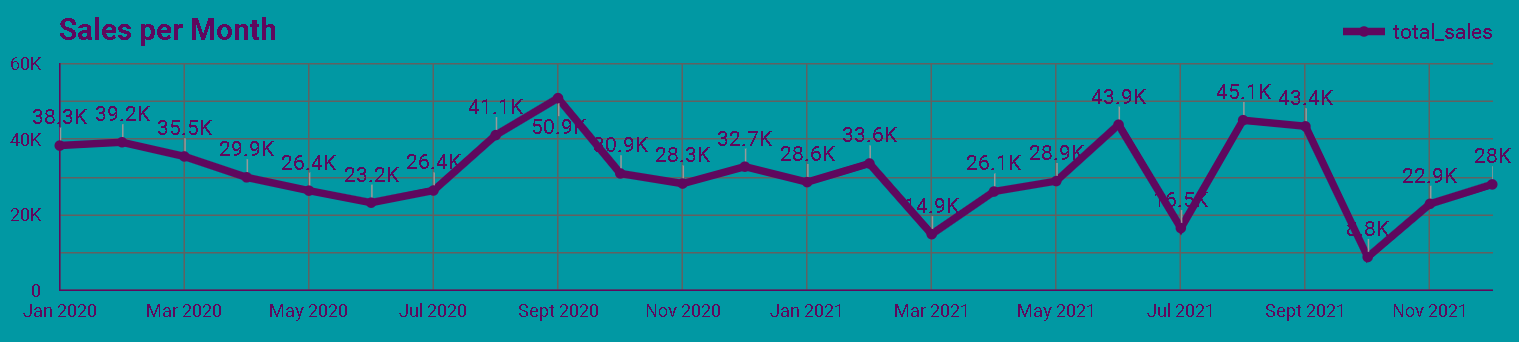 Sales per Month
total_sales
60K
40K
20K
0
38.3K
39.2K
35.5K
29.9K
26.4K
23.2K
26.4K
41.1K
50.9K
30.9K
28.3K
32.7K
28.6K
33.6K
14.9K
26.1K
28.9K
43.9K
16.5K
45.1K
43.4K
8.8K
22.9K
28K
Jan 2020
Mar 2020
May 2020
Jul 2020
Sept 2020
Nov 2020
Jan 2021
Mar 2021
May 2021
Jul 2021
Sept 2021
Nov 2021